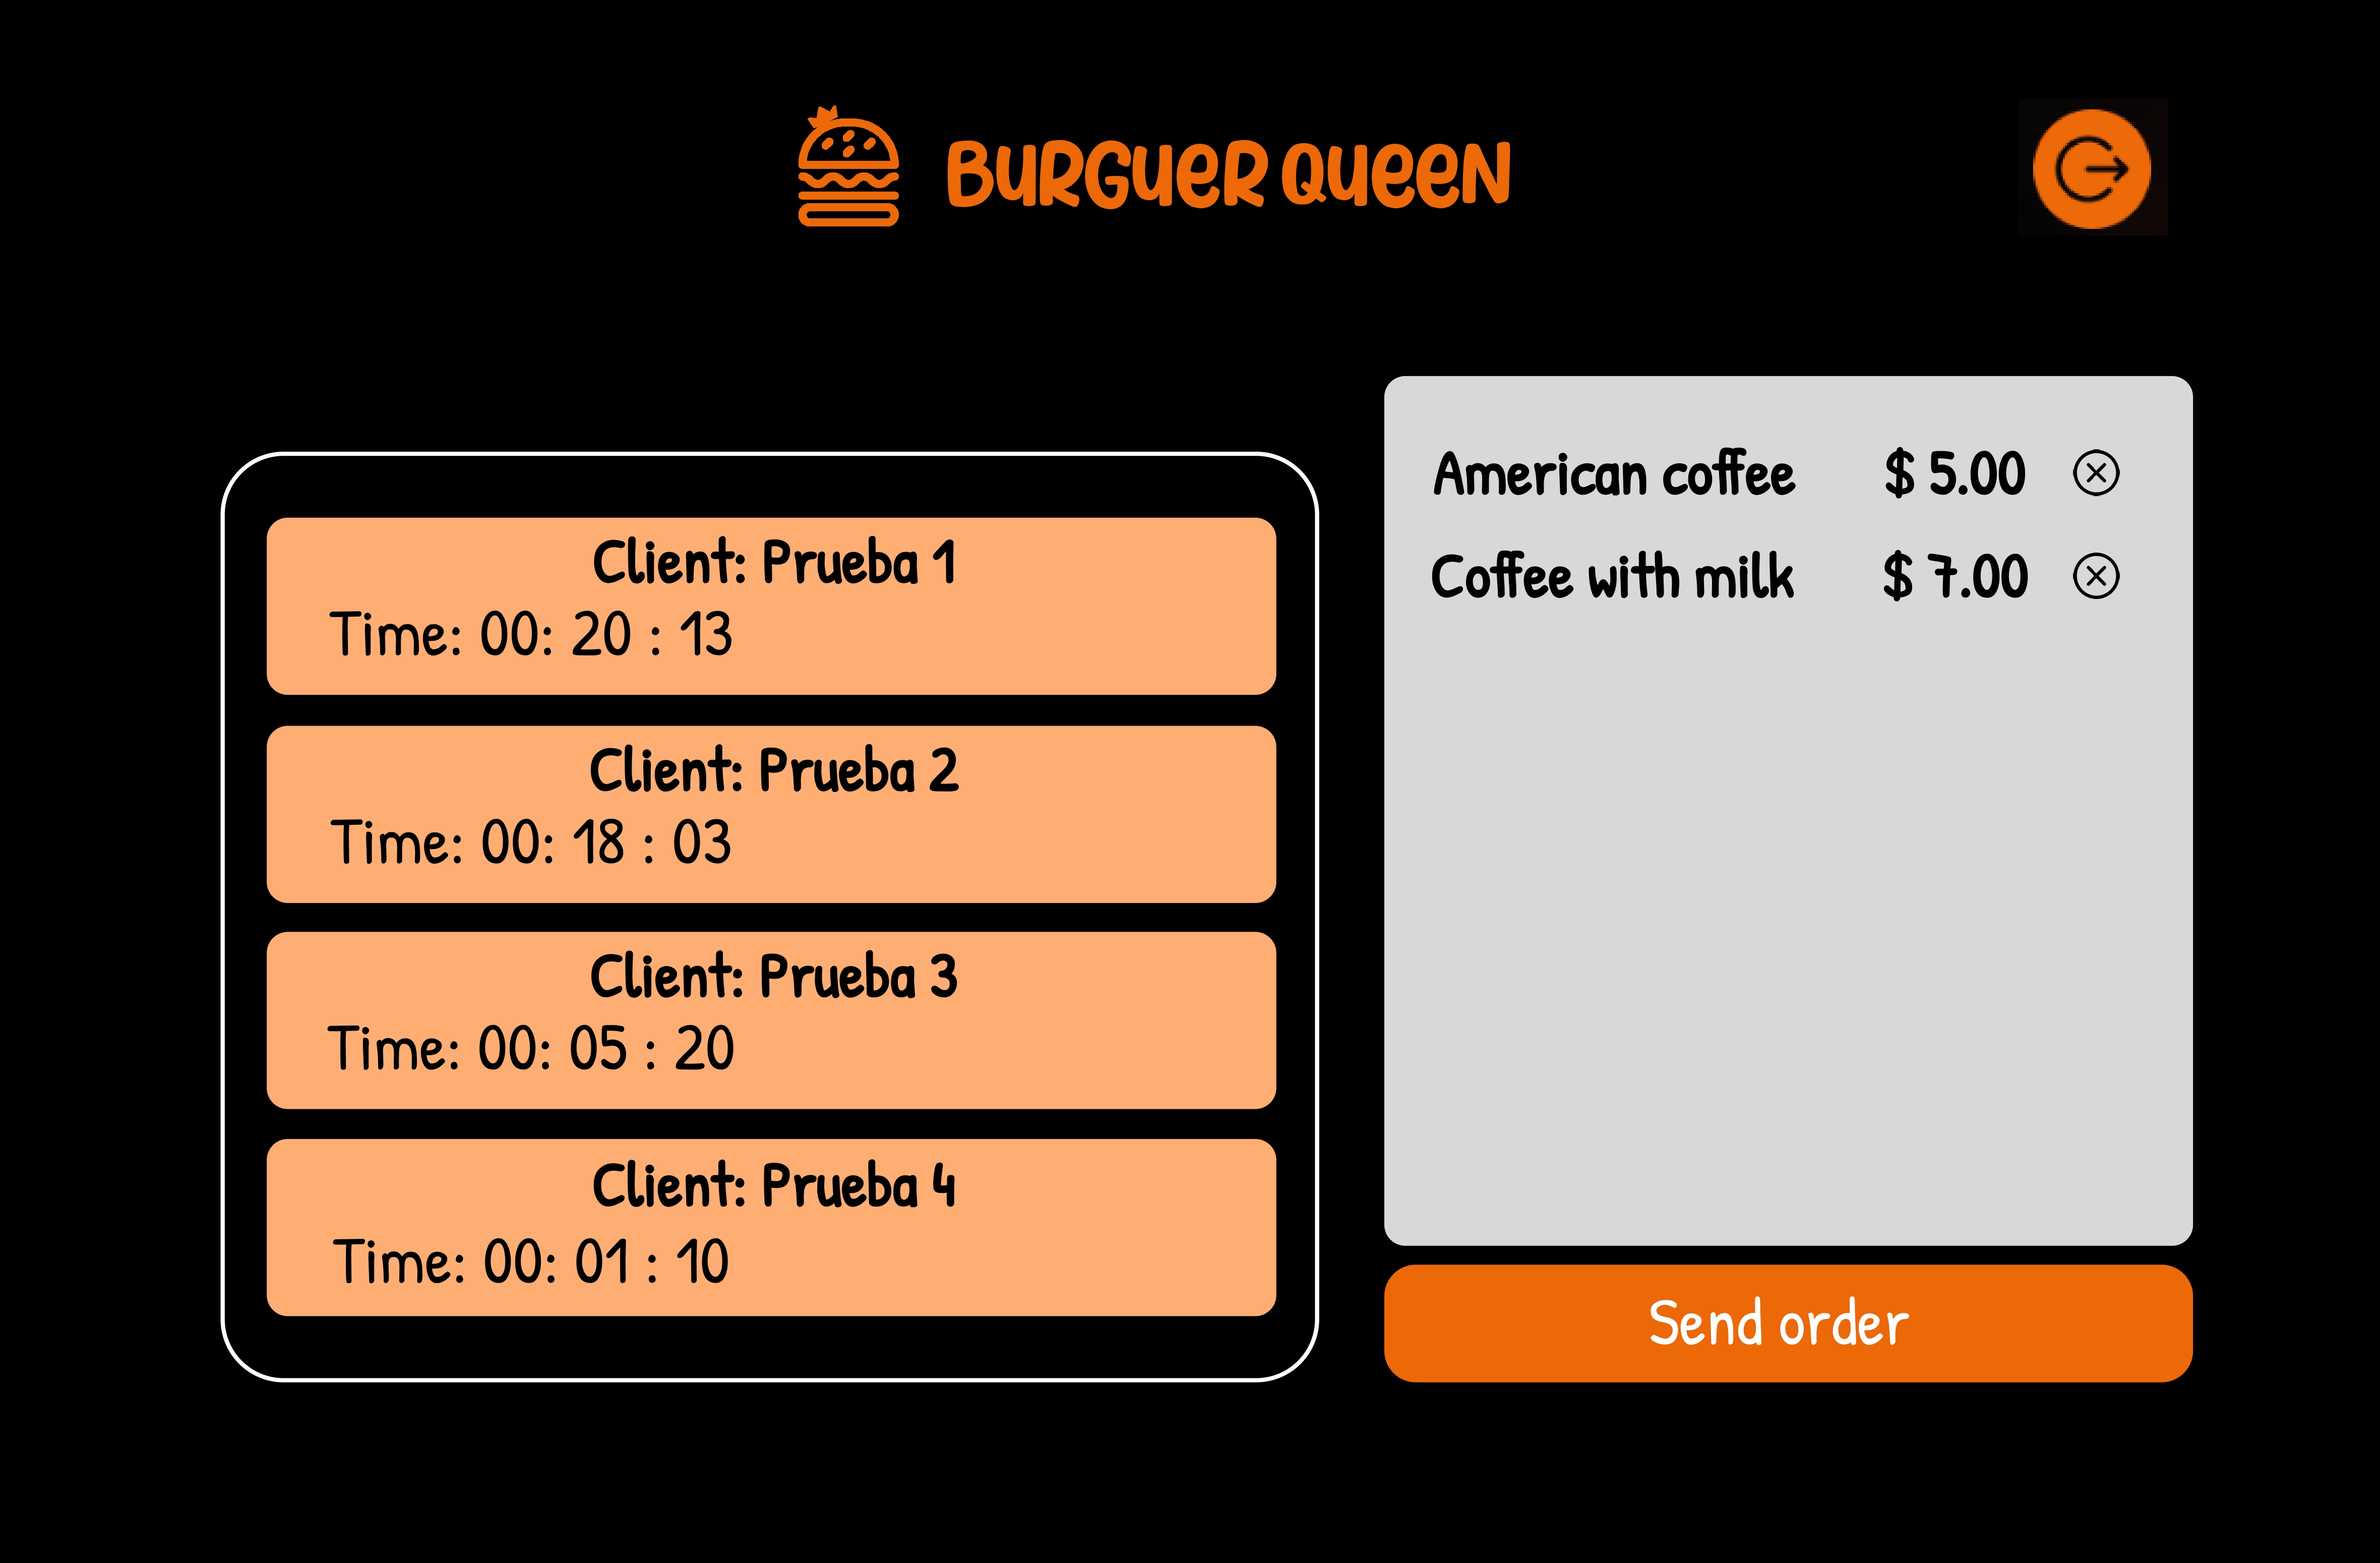 BURGUER QUEEN
Client: Prueba 1
Time: 00: 20 : 13
Client: Prueba 2
Time: 00: 18 : 03
Client: Prueba 3
Time: 00: 05 : 20
Client: Prueba 4
Time: 00: 01 : 10
American coffee $ 5.00
Coffee with milk $ 7.00
Send order